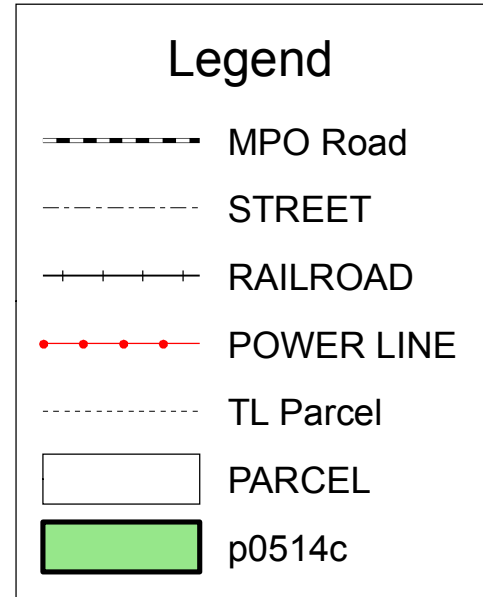 Legend
MPO Road
STREET
RAILROAD
POWER LINE
TL Parcel
PARCEL
p0514c